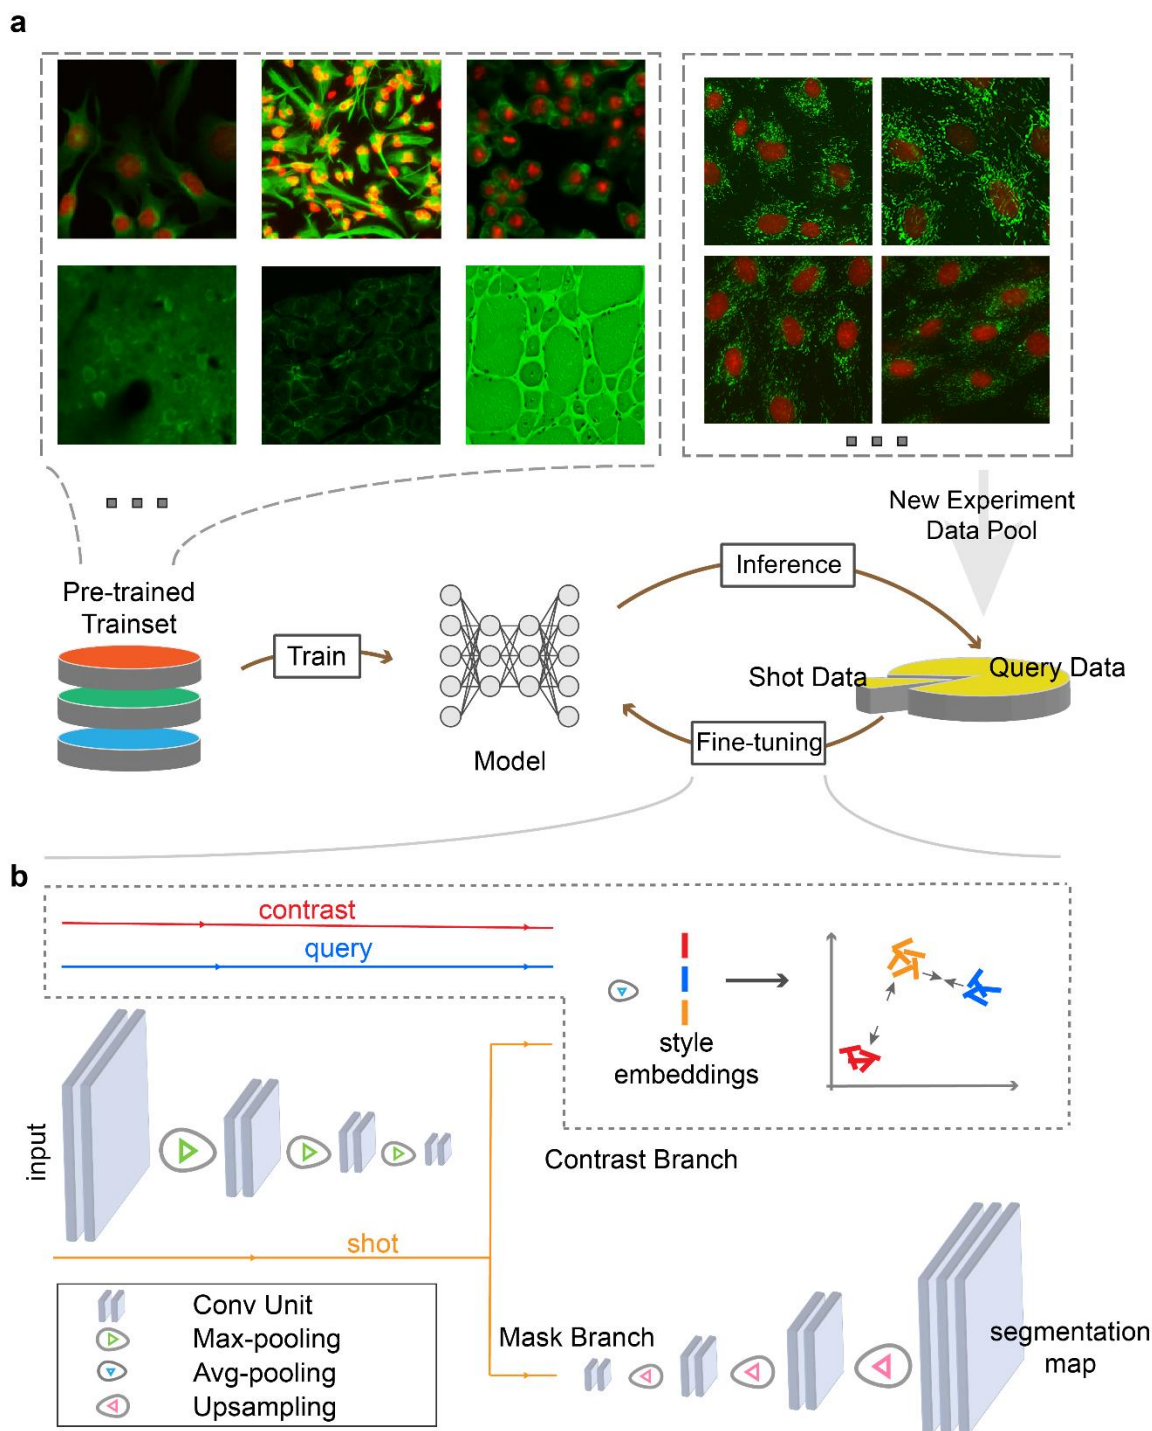 a
New Experiment
Data Pool
Pre-trained
Trainset
Train
Model
Inference
Shot Data
Query Data
Fine-tuning
b
contrast
query
style
embeddings
input
Contrast Branch
shot
Conv Unit
Max-pooling
Avg-pooling
Upsampling
Mask Branch
segmentation
map